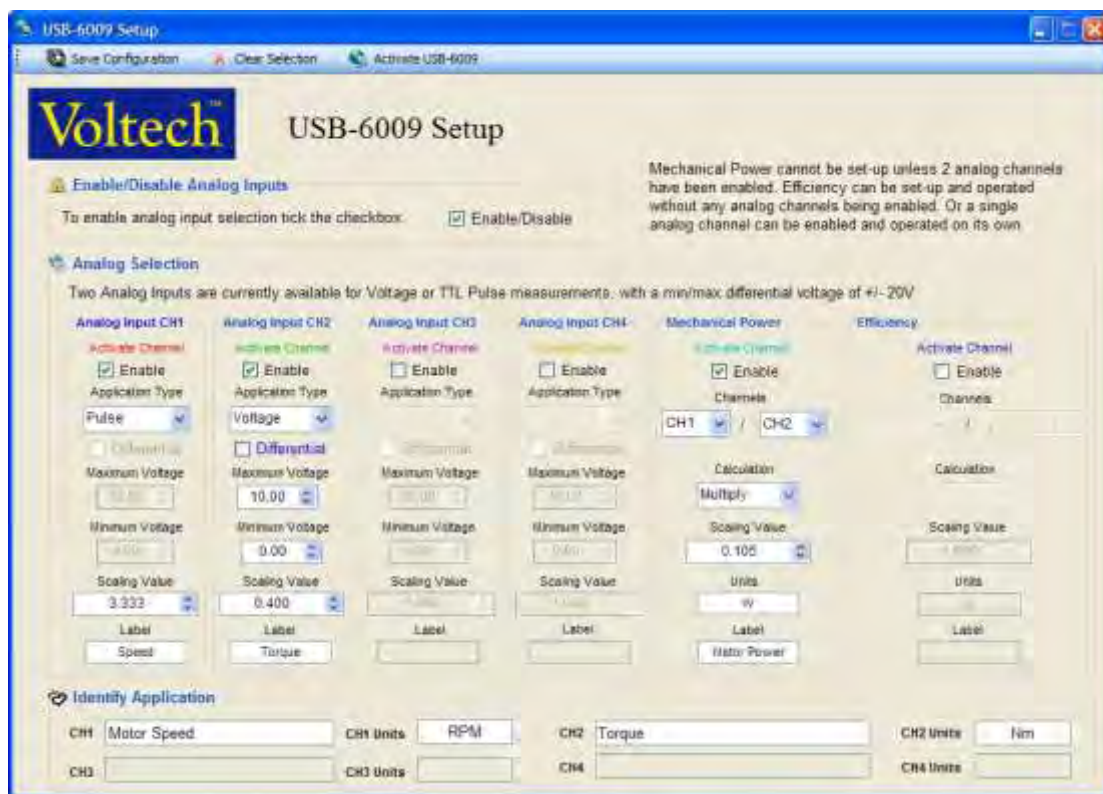 USB-6009 Setup
Save Configuration Clear Selection Activate USB-6009
Voltech™
USB-6009 Setup
Mechanical Power cannot be set-up unless 2 analog channels
have been enabled. Efficiency can be set-up and operated
without any analog channels being enabled. Or a single
analog channel can be enabled and operated on its own
Enable/Disable Analog Inputs
To enable analog input selection tick the checkbox Enable/Disable
Analog Selection
Two Analog Inputs are currently available for Voltage or TTL Pulse measurements, with a min/max differential voltage of +/- 20V
Analog Input CH1 Analog Input CH2 Analog Input CH3 Analog Input CH4 Mechanical Power Efficiency
Activate Channel Activate Channel Activate Channel Activate Channel Activate Channel
Enable Enable Enable Enable Enable Enable
Application Type Application Type Application Type Application Type Channels Channels
Pulse Voltage CH1 / CH2 /
Differential Differential Differential Differential
Maximum Voltage Maximum Voltage Maximum Voltage Maximum Voltage Calculation Calculation
10.00 Multiply
Minimum Voltage Minimum Voltage Minimum Voltage Minimum Voltage Scaling Value Scaling Value
0.00 0.105
Scaling Value Scaling Value Scaling Value Scaling Value Units Units
3.333 0.400 W
Label Label Label Label Label Label
Speed Torque Motor Power
Identify Application
CH1 Motor Speed CH1 Units RPM CH2 Torque CH2 Units Nm
CH3 CH3 Units CH4 CH4 Units